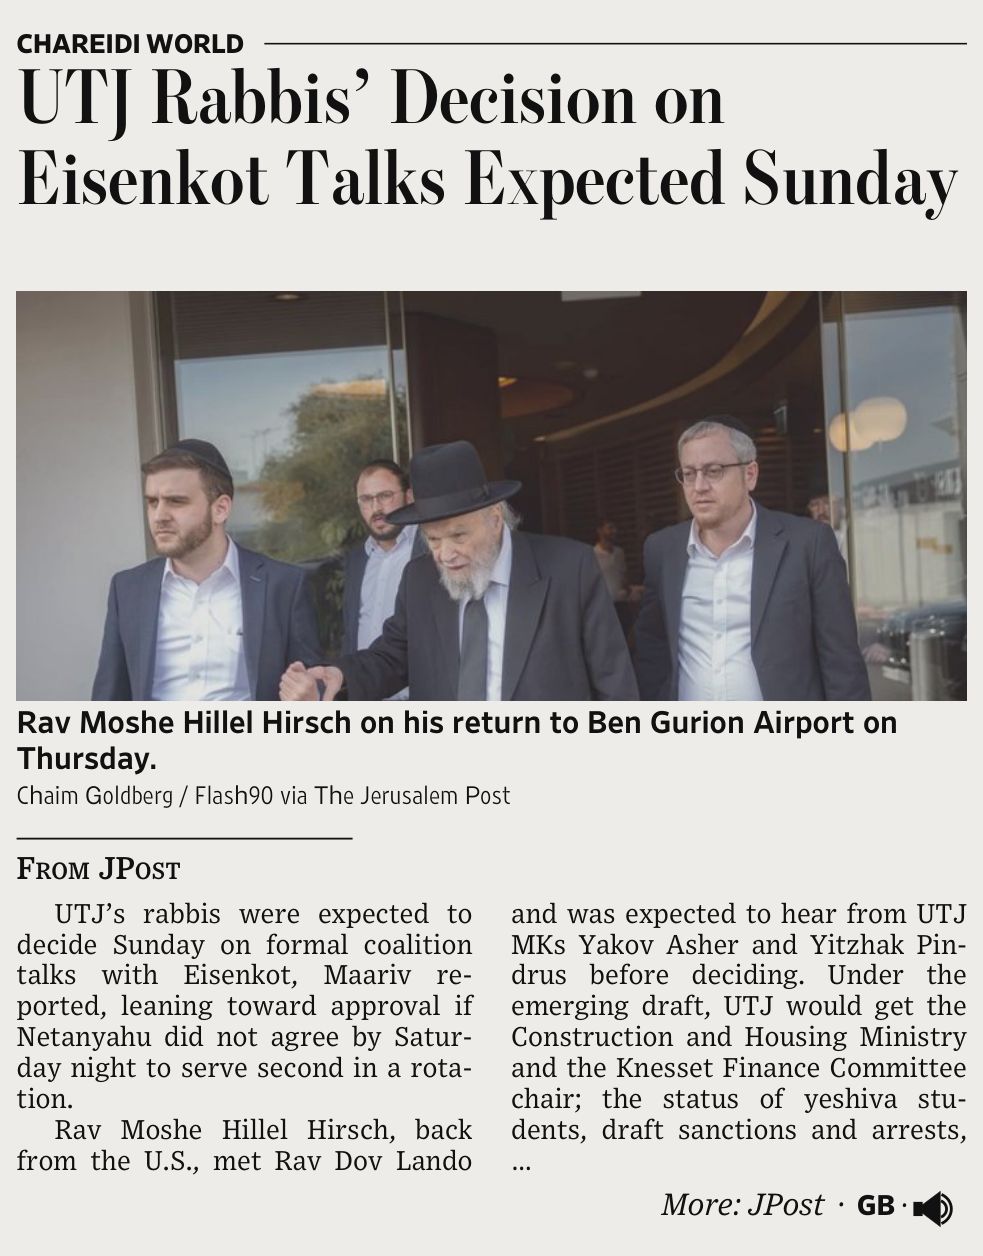 CHAREIDI WORLD
UTJ Rabbis’ Decision on
Eisenkot Talks Expected Sunday
Rav Moshe Hillel Hirsch on his return to Ben Gurion Airport on
Thursday.
Chaim Goldberg / Flash90 via The Jerusalem Post
FROM JPOST
UTJ’s rabbis were expected to
decide Sunday on formal coalition
talks with Eisenkot, Maariv re-
ported, leaning toward approval if
Netanyahu did not agree by Satur-
day night to serve second in a rota-
tion.
Rav Moshe Hillel Hirsch, back
from the U.S., met Rav Dov Lando
and was expected to hear from UTJ
MKs Yakov Asher and Yitzhak Pin-
drus before deciding. Under the
emerging draft, UTJ would get the
Construction and Housing Ministry
and the Knesset Finance Committee
chair; the status of yeshiva stu-
dents, draft sanctions and arrests,
...
More: JPost · GB ·